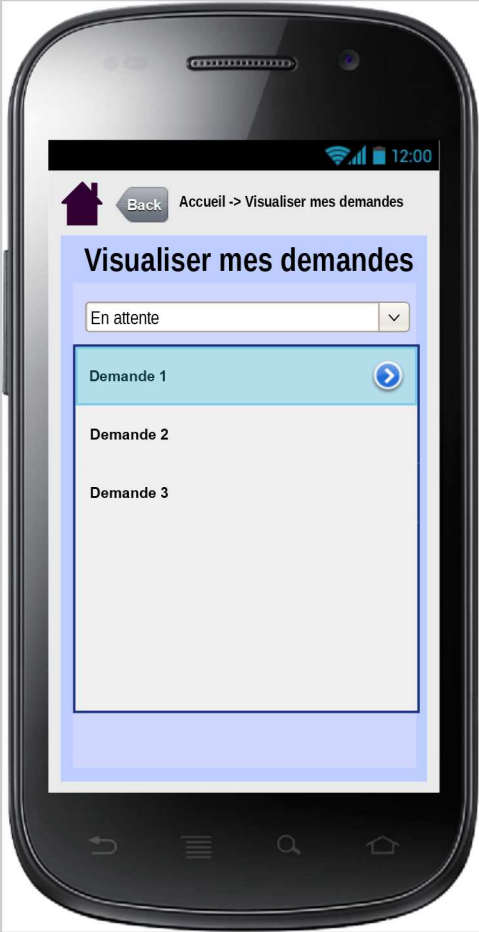 12:00
Back
Accueil -> Visualiser mes demandes
Visualiser mes demandes
En attente
Demande 1
Demande 2
Demande 3